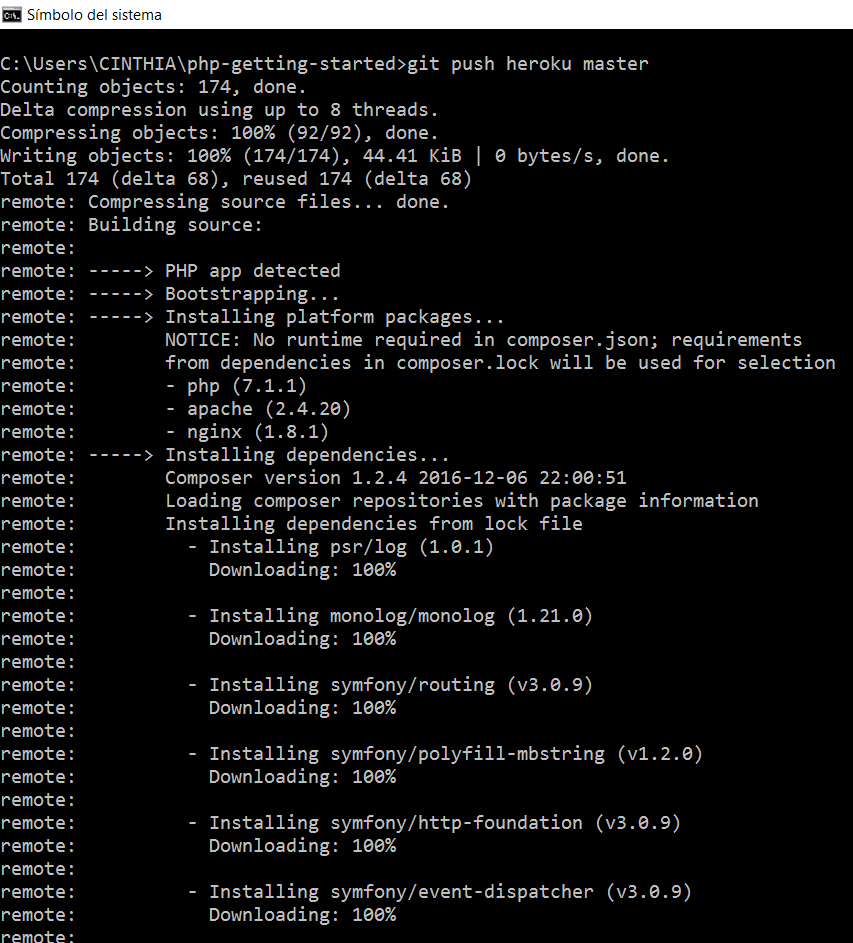 Símbolo del sistema
C:\Users\CINTHIA\php-getting-started>git push heroku master
Counting objects: 174, done.
Delta compression using up to 8 threads.
Compressing objects: 100% (92/92), done.
Writing objects: 100% (174/174), 44.41 KiB | 0 bytes/s, done.
Total 174 (delta 68), reused 174 (delta 68)
remote: Compressing source files... done.
remote: Building source:
remote:
remote: -----> PHP app detected
remote: -----> Bootstrapping...
remote: -----> Installing platform packages...
remote:        NOTICE: No runtime required in composer.json; requirements
remote:        from dependencies in composer.lock will be used for selection
remote:        - php (7.1.1)
remote:        - apache (2.4.20)
remote:        - nginx (1.8.1)
remote: -----> Installing dependencies...
remote:        Composer version 1.2.4 2016-12-06 22:00:51
remote:        Loading composer repositories with package information
remote:        Installing dependencies from lock file
remote:          - Installing psr/log (1.0.1)
remote:            Downloading: 100%
remote:
remote:          - Installing monolog/monolog (1.21.0)
remote:            Downloading: 100%
remote:
remote:          - Installing symfony/routing (v3.0.9)
remote:            Downloading: 100%
remote:
remote:          - Installing symfony/polyfill-mbstring (v1.2.0)
remote:            Downloading: 100%
remote:
remote:          - Installing symfony/http-foundation (v3.0.9)
remote:            Downloading: 100%
remote:
remote:          - Installing symfony/event-dispatcher (v3.0.9)
remote:            Downloading: 100%
remote: